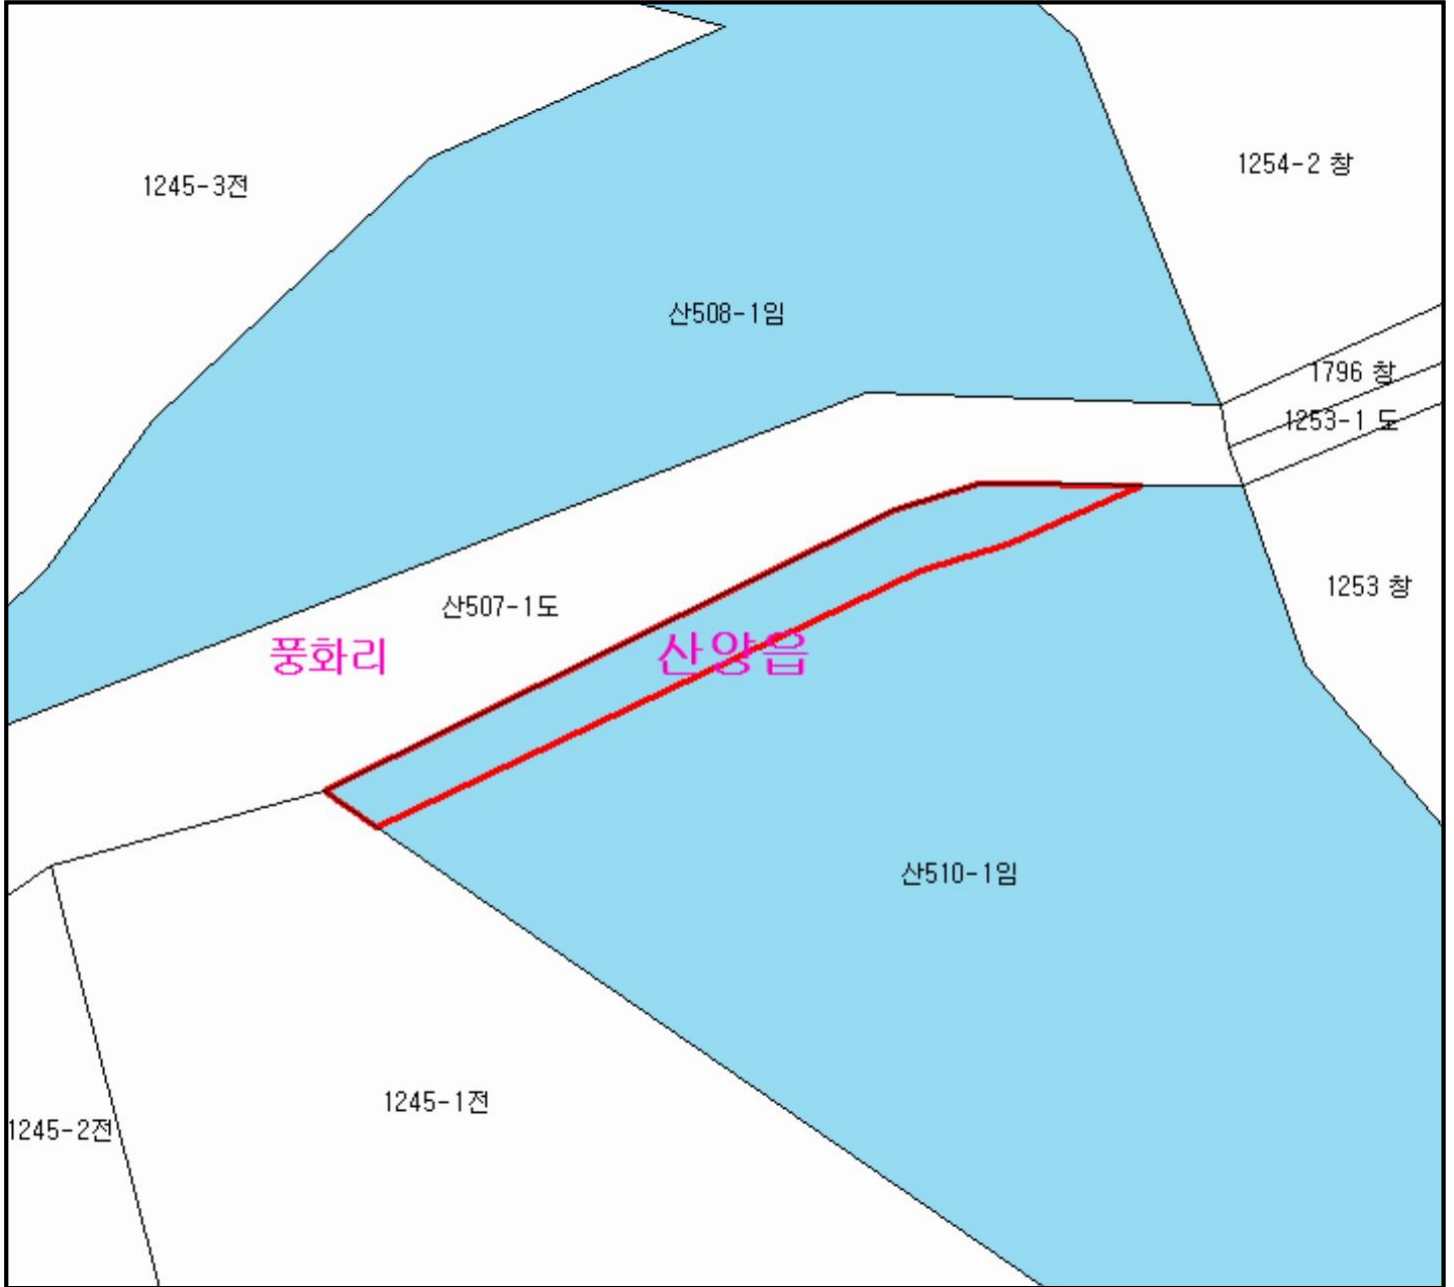 1254-2 창
1245-3전
산508-1임
1796 창
1253-1 도
1253 창
산507-1도
풍화리
산양읍
산510-1임
1245-1전
1245-2전